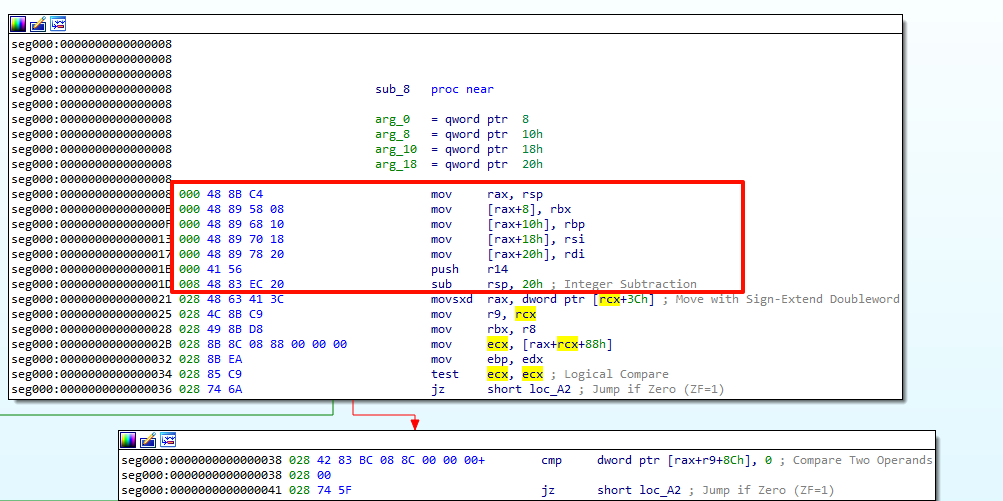 seg000:0000000000000008
seg000:0000000000000008
seg000:0000000000000008
seg000:0000000000000008 sub_8 proc near
seg000:0000000000000008
seg000:0000000000000008 arg_0 = qword ptr 8
seg000:0000000000000008 arg_8 = qword ptr 10h
seg000:0000000000000008 arg_10 = qword ptr 18h
seg000:0000000000000008 arg_18 = qword ptr 20h
seg000:0000000000000008
seg000:0000000000000008 000 48 8B C4 mov rax, rsp
seg000:000000000000000B 000 48 89 58 08 mov [rax+8], rbx
seg000:000000000000000F 000 48 89 68 10 mov [rax+10h], rbp
seg000:0000000000000013 000 48 89 70 18 mov [rax+18h], rsi
seg000:0000000000000017 000 48 89 78 20 mov [rax+20h], rdi
seg000:000000000000001B 000 41 56 push r14
seg000:000000000000001D 008 48 83 EC 20 sub rsp, 20h ; Integer Subtraction
seg000:0000000000000021 028 48 63 41 3C movsxd rax, dword ptr [rcx+3Ch] ; Move with Sign-Extend Doubleword
seg000:0000000000000025 028 4C 8B C9 mov r9, rcx
seg000:0000000000000028 028 49 8B D8 mov rbx, r8
seg000:000000000000002B 028 8B 8C 08 88 00 00 00 mov ecx, [rax+rcx+88h]
seg000:0000000000000032 028 8B EA mov ebp, edx
seg000:0000000000000034 028 85 C9 test ecx, ecx ; Logical Compare
seg000:0000000000000036 028 74 6A jz short loc_A2 ; Jump if Zero (ZF=1)
seg000:0000000000000038 028 42 83 BC 08 8C 00 00 00+ cmp dword ptr [rax+r9+8Ch], 0 ; Compare Two Operands
seg000:0000000000000038 028 00
seg000:0000000000000041 028 74 5F jz short loc_A2 ; Jump if Zero (ZF=1)